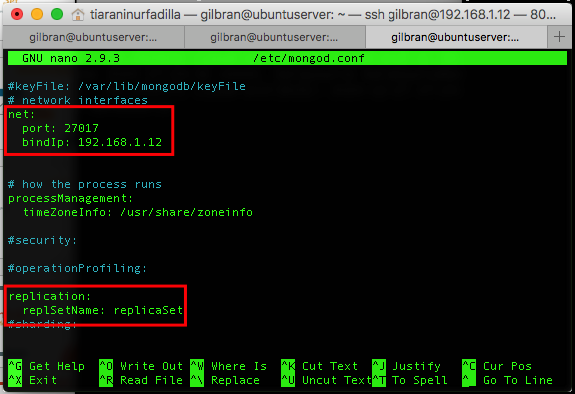 tiaraninurfadilla — gilbran@ubuntuserver: ~ — ssh gilbran@192.168.1.12 — 80...
gilbran@ubuntuserver:... gilbran@ubuntuserver:... gilbran@ubuntuserver:... +
GNU nano 2.9.3 /etc/mongod.conf
#keyFile: /var/lib/mongodb/keyFile
# network interfaces
net:
  port: 27017
  bindIp: 192.168.1.12
# how the process runs
processManagement:
  timeZoneInfo: /usr/share/zoneinfo
#security:
#operationProfiling:
replication:
  replSetName: replicaSet
#sharding:
^G Get Help ^O Write Out ^W Where Is ^K Cut Text ^J Justify ^C Cur Pos
^X Exit ^R Read File ^\ Replace ^U Uncut Text ^T To Spell ^_ Go To Line